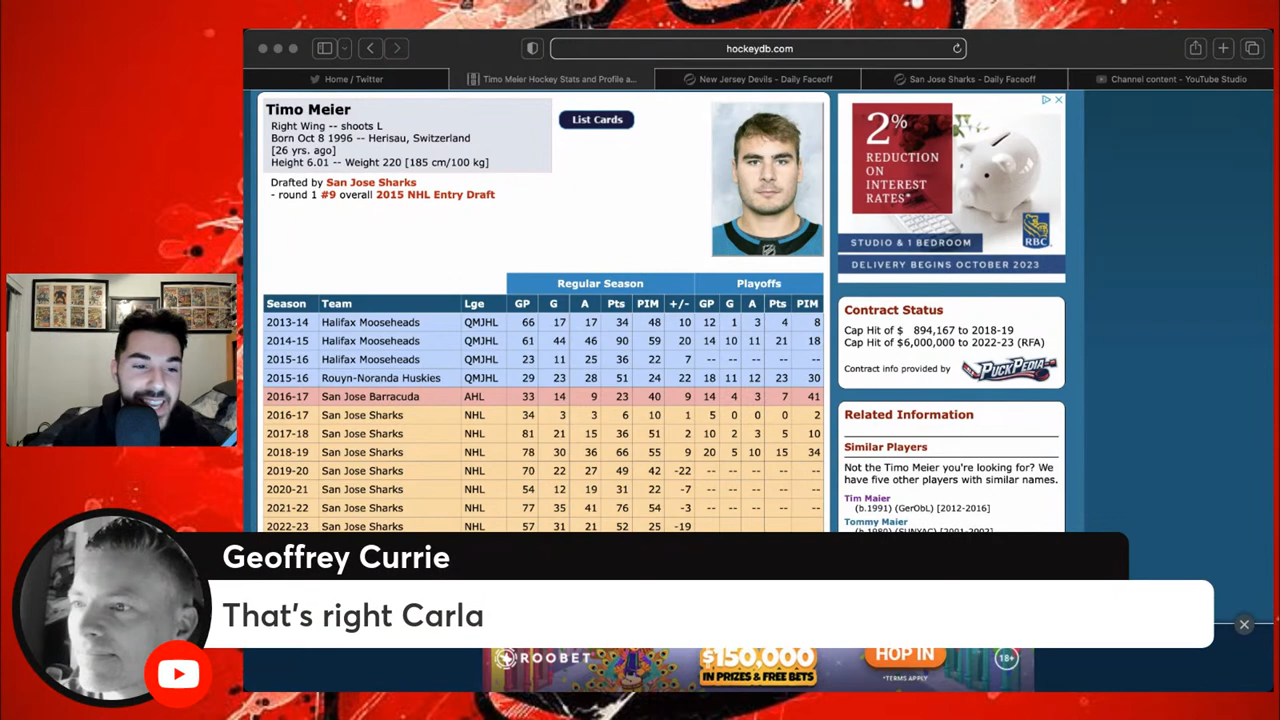 hockeydb.com
Home / Twitter
Timo Meier Hockey Stats and Profile a...
New Jersey Devils - Daily Faceoff
San Jose Sharks - Daily Faceoff
Channel content - YouTube Studio
Timo Meier
Right Wing -- shoots L
Born Oct 8 1996 -- Herisau, Switzerland
[26 yrs. ago]
Height 6.01 -- Weight 220 [185 cm/100 kg]
List Cards
Drafted by San Jose Sharks
- round 1 #9 overall 2015 NHL Entry Draft
Regular Season Playoffs
Season Team Lge GP G A Pts PIM +/- GP G A Pts PIM
2013-14 Halifax Mooseheads QMJHL 66 17 17 34 48 10 12 1 3 4 8
2014-15 Halifax Mooseheads QMJHL 61 44 46 90 59 20 14 10 11 21 18
2015-16 Halifax Mooseheads QMJHL 23 11 25 36 22 7 -- -- -- -- --
2015-16 Rouyn-Noranda Huskies QMJHL 29 23 28 51 24 22 18 11 12 23 30
2016-17 San Jose Barracuda AHL 33 14 9 23 40 9 14 4 3 7 41
2016-17 San Jose Sharks NHL 34 3 3 6 10 1 5 0 0 0 2
2017-18 San Jose Sharks NHL 81 21 15 36 51 2 10 2 3 5 10
2018-19 San Jose Sharks NHL 78 30 36 66 55 9 20 5 10 15 34
2019-20 San Jose Sharks NHL 70 22 27 49 42 -22 -- -- -- -- --
2020-21 San Jose Sharks NHL 54 12 19 31 22 -7 -- -- -- -- --
2021-22 San Jose Sharks NHL 77 35 41 76 54 -3 -- -- -- -- --
2022-23 San Jose Sharks NHL 57 31 21 52 25 -19
2%
REDUCTION
ON
INTEREST
RATES*
RBC
STUDIO & 1 BEDROOM
DELIVERY BEGINS OCTOBER 2023
Contract Status
Cap Hit of $ 894,167 to 2018-19
Cap Hit of $6,000,000 to 2022-23 (RFA)
Contract info provided by PUCKPEDIA
Related Information
Similar Players
Not the Timo Meier you're looking for? We
have five other players with similar names.
Tim Maier
(b.1991) (GerObL) [2012-2016]
Tommy Maier
Geoffrey Currie
That's right Carla
ROOBET
$150,000
IN PRIZES & FREE BETS
HOP IN
*TERMS APPLY
18+